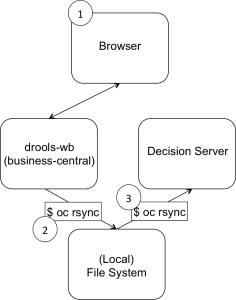 1
Browser
drools-wb
(business-central)
Decision Server
3
$ oc rsync
$ oc rsync
2
(Local)
File System